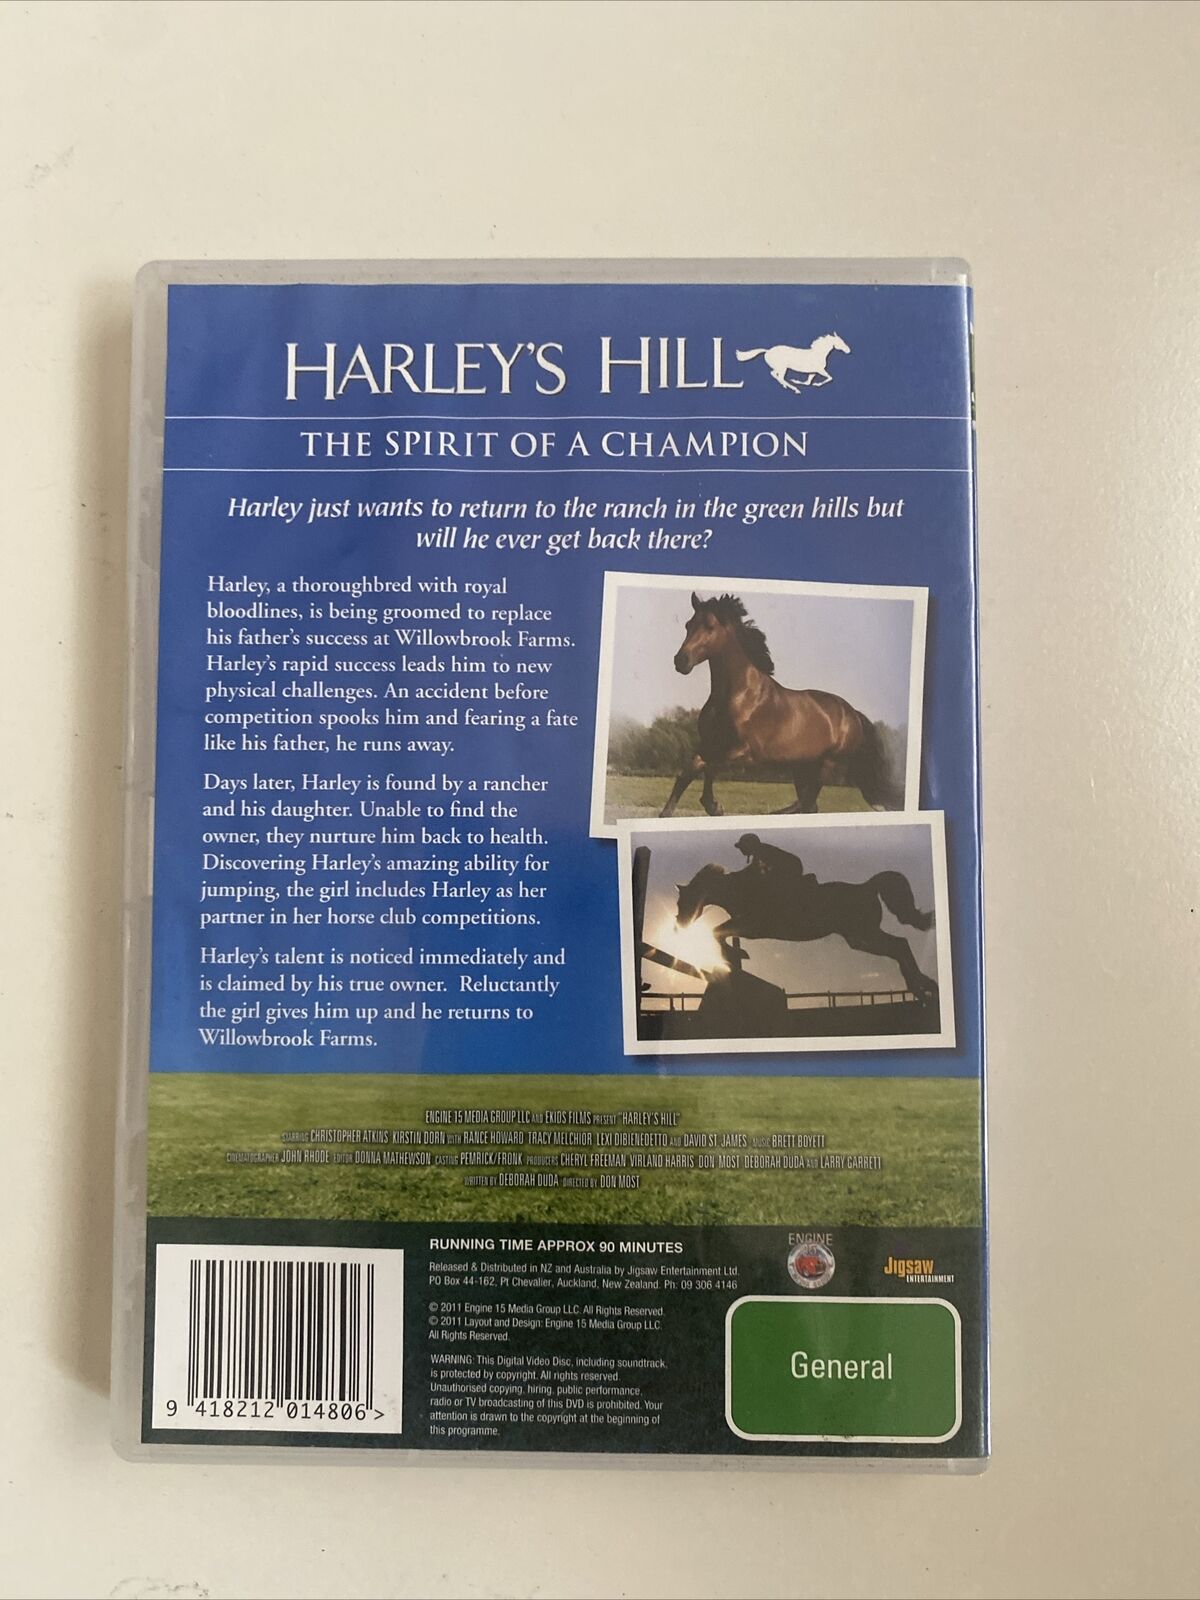 HARLEY'S HILL
THE SPIRIT OF A CHAMPION
Harley just wants to return to the ranch in the green hills but
will he ever get back there?
Harley, a thoroughbred with royal
bloodlines, is being groomed to replace
his father's success at Willowbrook Farms.
Harley's rapid success leads him to new
physical challenges. An accident before
competition spooks him and fearing a fate
like his father, he runs away.
Days later, Harley is found by a rancher
and his daughter. Unable to find the
owner, they nurture him back to health.
Discovering Harley's amazing ability for
jumping, the girl includes Harley as her
partner in her horse club competitions.
Harley's talent is noticed immediately and
is claimed by his true owner. Reluctantly
the girl gives him up and he returns to
Willowbrook Farms.
ENGINE 15 MEDIA GROUP LLC AND EKIDS FILMS PRESENT "HARLEY'S HILL"
STARRING CHRISTOPHER ATKINS KIRSTIN DORN WITH RANCE HOWARD TRACY MELCHIOR LEXI DIBENEDETTO AND DAVID ST. JAMES MUSIC BRETT BOYETT
CINEMATOGRAPHER JOHN RHODE EDITOR DONNA MATHEWSON CASTING PEMRICK/FRONK PRODUCERS CHERYL FREEMAN VIRLAND HARRIS DON MOST DEBORAH DUDA AND LARRY GARRETT
WRITTEN BY DEBORAH DUDA DIRECTED BY DON MOST
RUNNING TIME APPROX 90 MINUTES
Released & Distributed in NZ and Australia by Jigsaw Entertainment Ltd.
PO Box 44-162, Pt Chevalier, Auckland, New Zealand. Ph: 09 306 4146
© 2011 Engine 15 Media Group LLC. All Rights Reserved.
© 2011 Layout and Design: Engine 15 Media Group LLC.
All Rights Reserved.
WARNING: This Digital Video Disc, including soundtrack,
is protected by copyright. All rights reserved.
Unauthorised copying, hiring, public performance,
radio or TV broadcasting of this DVD is prohibited. Your
attention is drawn to the copyright at the beginning of
this programme.
ENGINE
15
Jigsaw
ENTERTAINMENT
General
9 418212 014806 >